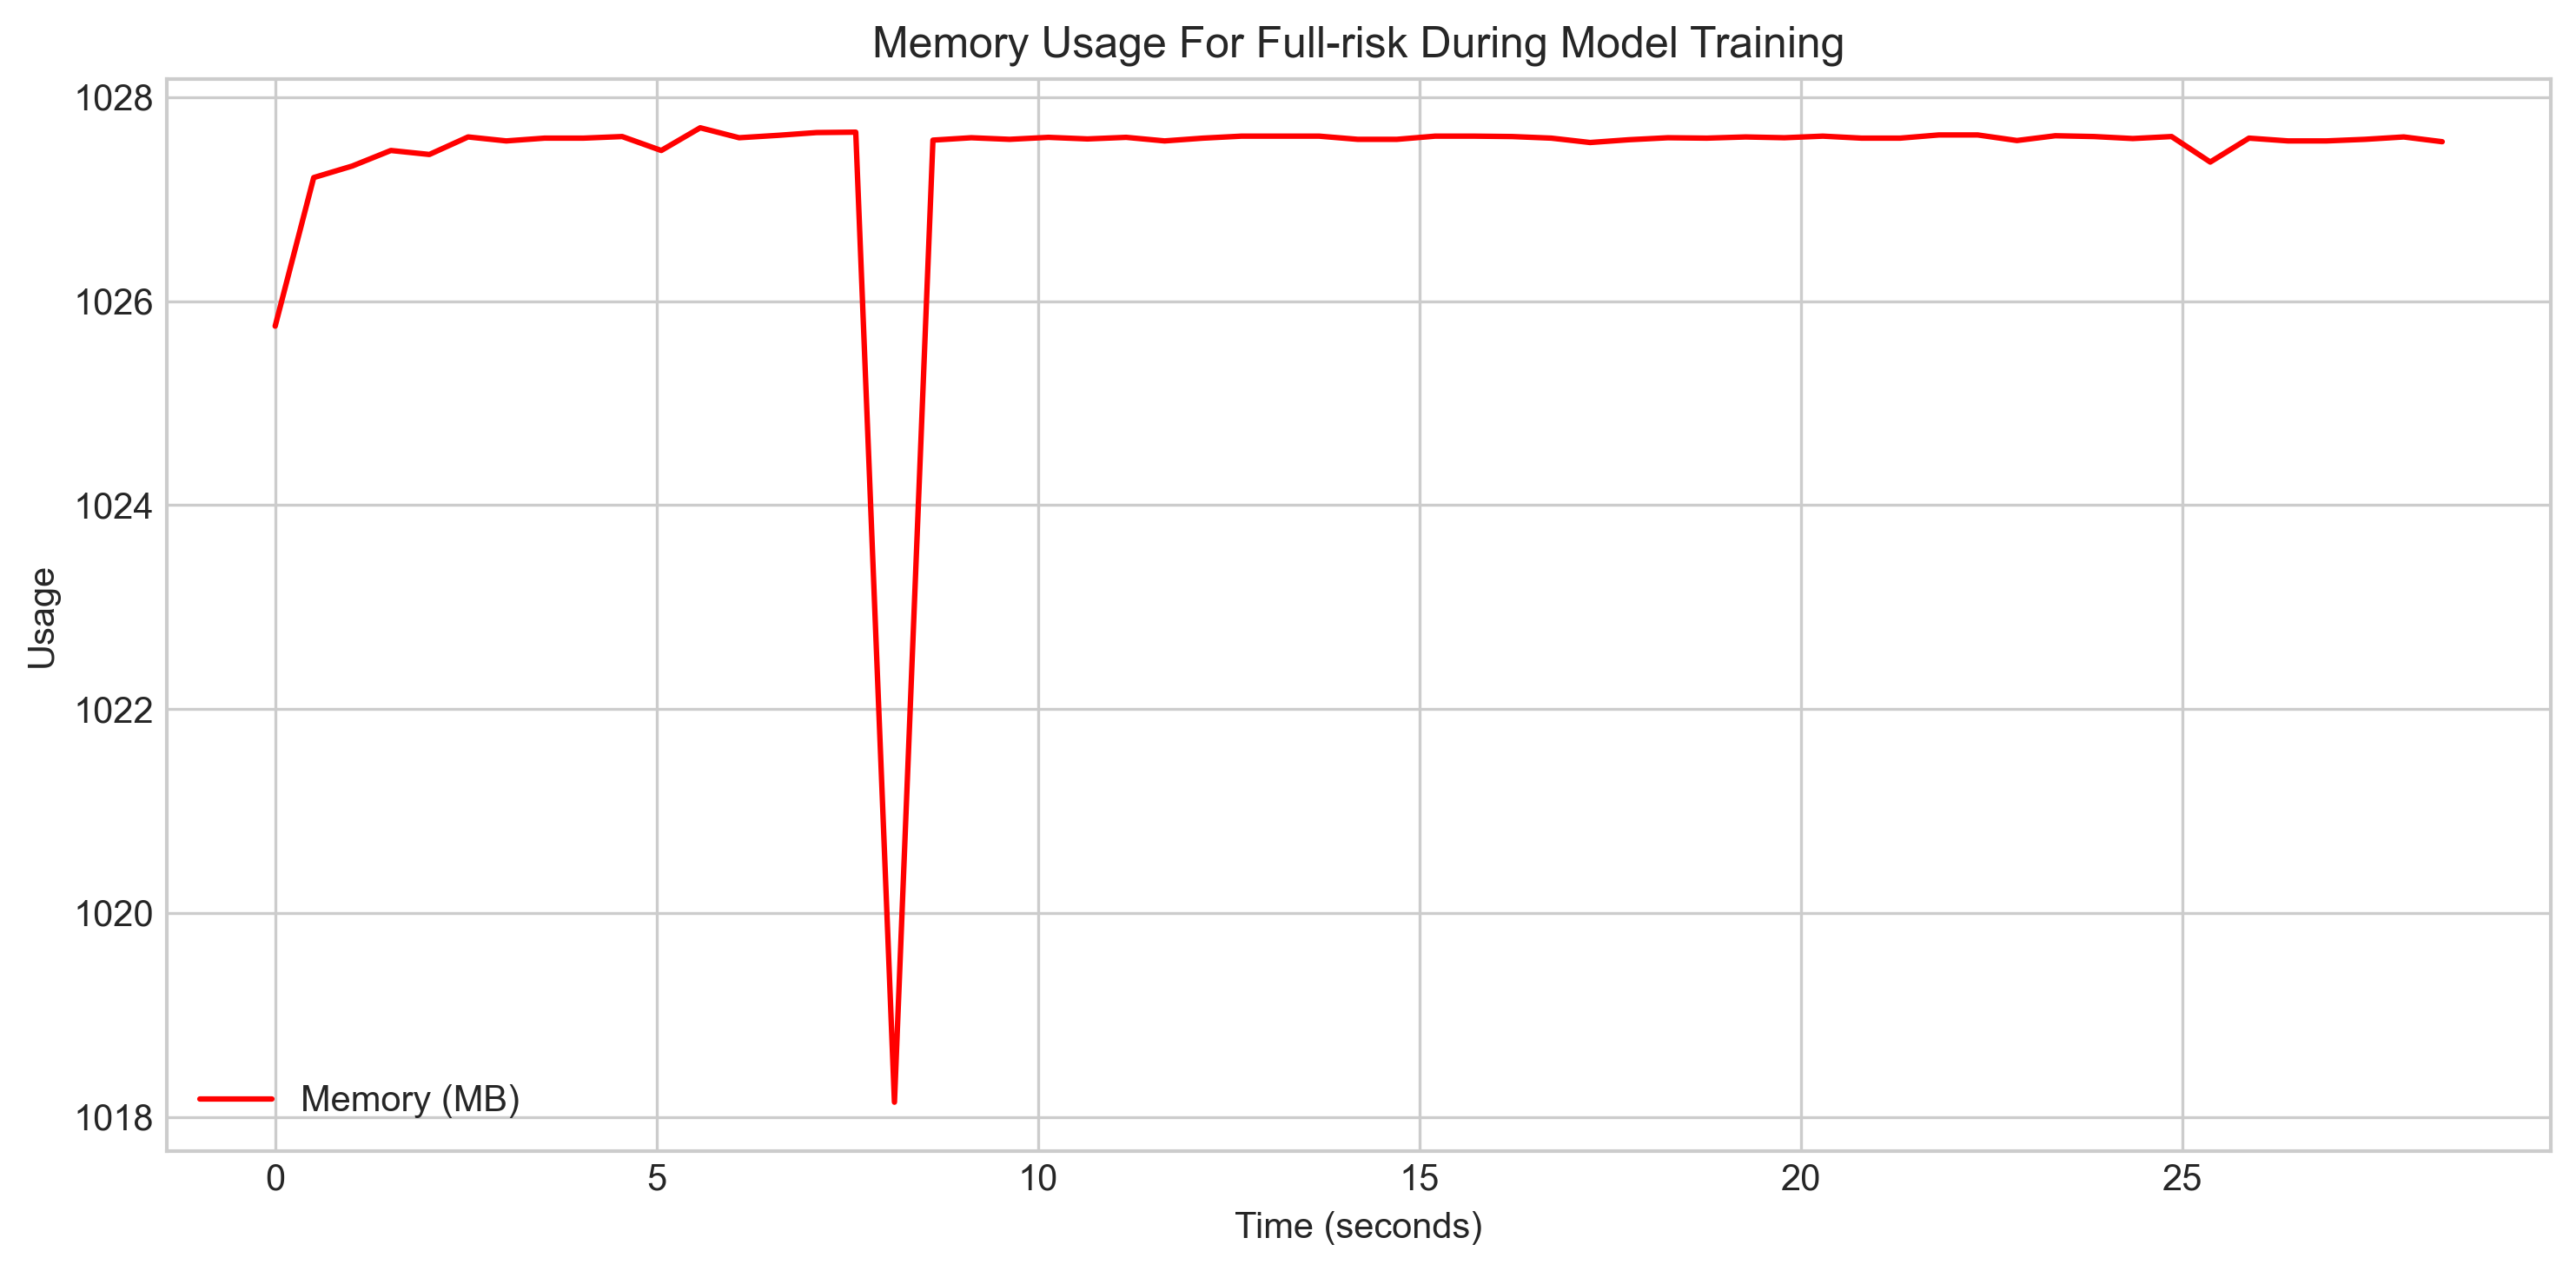 Memory Usage For Full-risk During Model Training
1028
1026
1024
1022
1020
1018
Usage
Memory (MB)
0 5 10 15 20 25
Time (seconds)